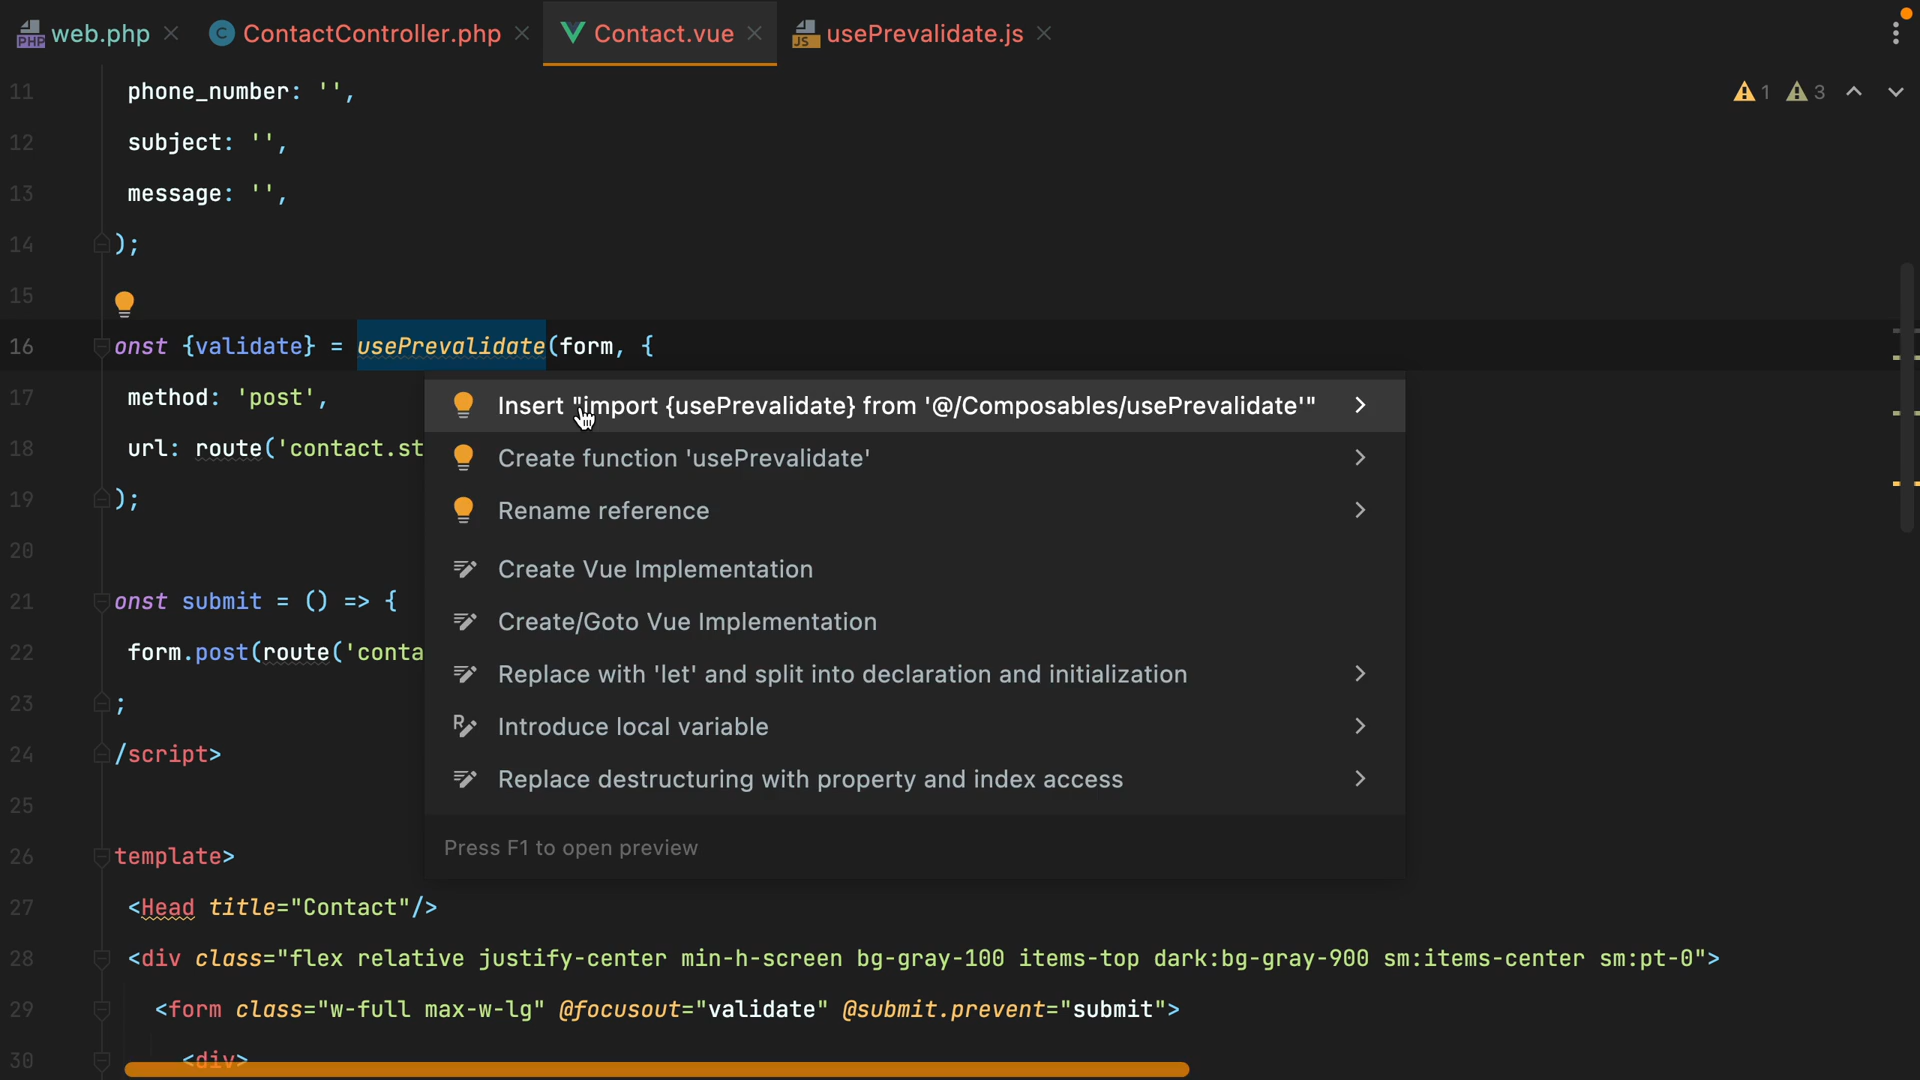 web.php
ContactController.php
Contact.vue
usePrevalidate.js
1 3
11 phone_number: '',
12 subject: '',
13 message: '',
14 );
15
16 onst {validate} = usePrevalidate(form, {
17 method: 'post',
18 url: route('contact.st
19 );
20
21 onst submit = () => {
22 form.post(route('conta
23 ;
24 /script>
25
26 template>
27 <Head title="Contact"/>
28 <div class="flex relative justify-center min-h-screen bg-gray-100 items-top dark:bg-gray-900 sm:items-center sm:pt-0">
29 <form class="w-full max-w-lg" @focusout="validate" @submit.prevent="submit">
30 <div>
Insert "import {usePrevalidate} from '@/Composables/usePrevalidate'"
Create function 'usePrevalidate'
Rename reference
Create Vue Implementation
Create/Goto Vue Implementation
Replace with 'let' and split into declaration and initialization
Introduce local variable
Replace destructuring with property and index access
Press F1 to open preview